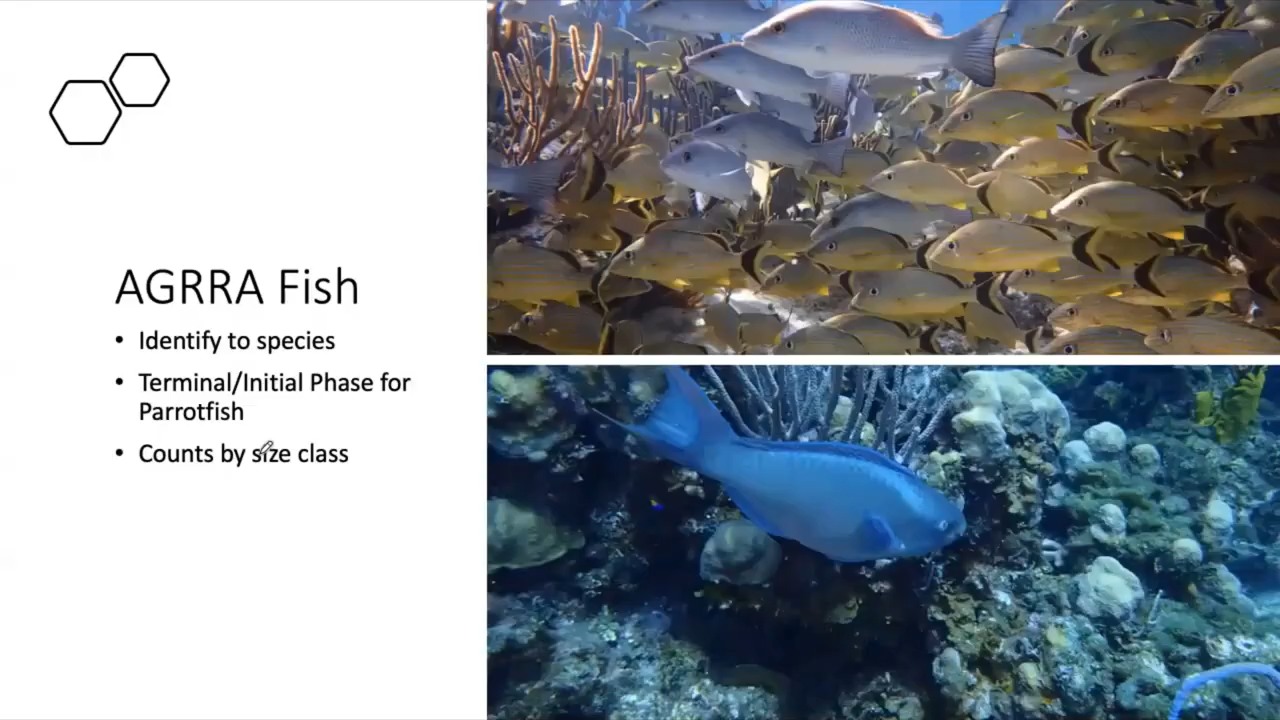 AGRRA Fish
• Identify to species
• Terminal/Initial Phase for
Parrotfish
• Counts by size class